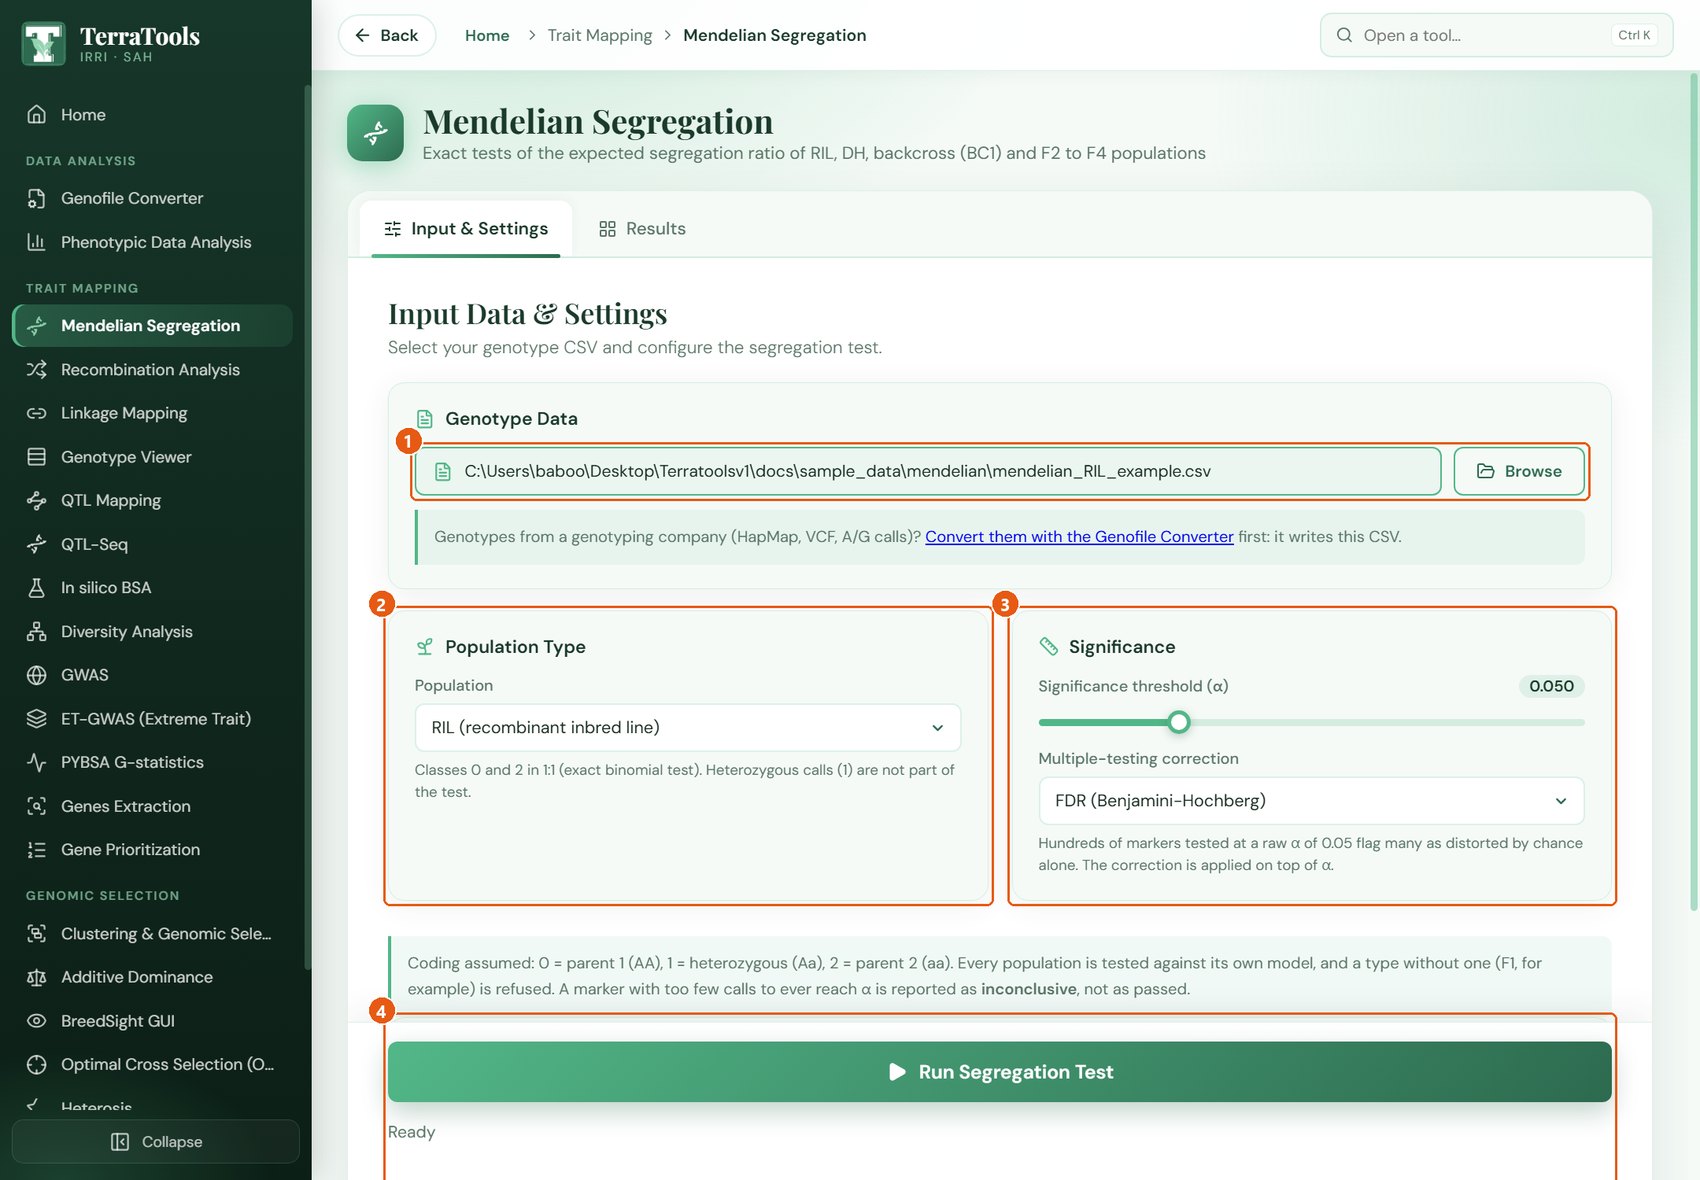 TerraTools
IRRI · SAH
Home
DATA ANALYSIS
Genofile Converter
Phenotypic Data Analysis
TRAIT MAPPING
Mendelian Segregation
Recombination Analysis
Linkage Mapping
Genotype Viewer
QTL Mapping
QTL-Seq
In silico BSA
Diversity Analysis
GWAS
ET-GWAS (Extreme Trait)
PYBSA G-statistics
Genes Extraction
Gene Prioritization
GENOMIC SELECTION
Clustering & Genomic Sele...
Additive Dominance
BreedSight GUI
Optimal Cross Selection (O...
Heterosis
Collapse
Back
Home > Trait Mapping > Mendelian Segregation
Open a tool...
Ctrl K
Mendelian Segregation
Exact tests of the expected segregation ratio of RIL, DH, backcross (BC1) and F2 to F4 populations
Input & Settings
Results
Input Data & Settings
Select your genotype CSV and configure the segregation test.
Genotype Data
1
C:\Users\baboo\Desktop\Terratoolsv1\docs\sample_data\mendelian\mendelian_RIL_example.csv
Browse
Genotypes from a genotyping company (HapMap, VCF, A/G calls)? Convert them with the Genofile Converter first: it writes this CSV.
2
Population Type
Population
RIL (recombinant inbred line)
Classes 0 and 2 in 1:1 (exact binomial test). Heterozygous calls (1) are not part of
the test.
3
Significance
Significance threshold (α)
0.050
Multiple-testing correction
FDR (Benjamini-Hochberg)
Hundreds of markers tested at a raw α of 0.05 flag many as distorted by chance
alone. The correction is applied on top of α.
Coding assumed: 0 = parent 1 (AA), 1 = heterozygous (Aa), 2 = parent 2 (aa). Every population is tested against its own model, and a type without one (F1, for
example) is refused. A marker with too few calls to ever reach α is reported as inconclusive, not as passed.
4
Run Segregation Test
Ready